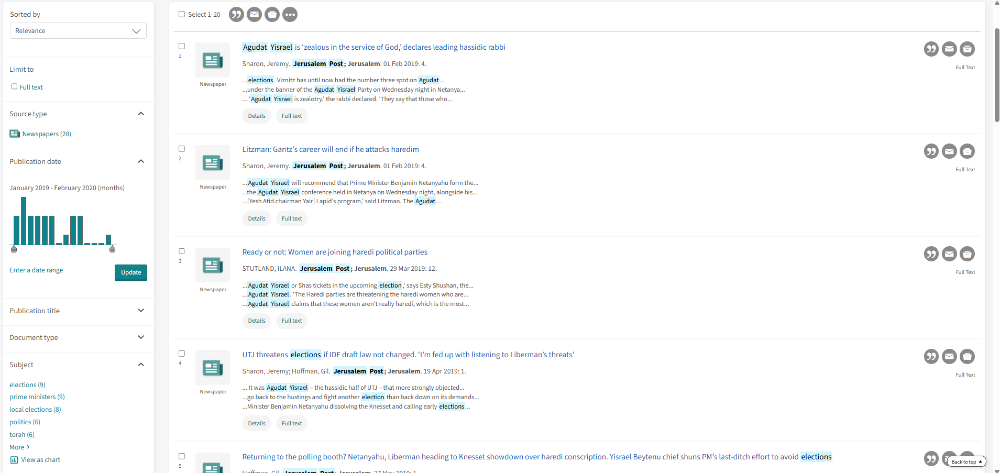 Sorted by
Relevance
Limit to
Full text
Source type
Newspapers (28)
Publication date
January 2019 - February 2020 (months)
Enter a date range
Update
Publication title
Document type
Subject
elections (9)
prime ministers (9)
local elections (8)
politics (6)
torah (6)
More >
View as chart
Select 1-20
1
Newspaper
Agudat Yisrael is ‘zealous in the service of God,’ declares leading hassidic rabbi
Sharon, Jeremy. Jerusalem Post; Jerusalem. 01 Feb 2019: 4.
...elections. Viznitz has until now had the number three spot on Agudat...
...under the banner of the Agudat Yisrael Party on Wednesday night in Netanya...
... 'Agudat Yisrael is zealotry,' the rabbi declared. 'They say that those who...
Details Full text
Full Text
2
Newspaper
Litzman: Gantz’s career will end if he attacks haredim
Sharon, Jeremy. Jerusalem Post; Jerusalem. 01 Feb 2019: 4.
...Agudat Yisrael will recommend that Prime Minister Benjamin Netanyahu form the...
...the Agudat Yisrael conference held in Netanya on Wednesday night, alongside his...
...[Yesh Atid chairman Yair] Lapid’s program,' said Litzman. The Agudat...
Details Full text
Full Text
3
Newspaper
Ready or not: Women are joining haredi political parties
STUTLAND, ILANA. Jerusalem Post; Jerusalem. 29 Mar 2019: 12.
...Agudat Yisrael or Shas tickets in the upcoming election,' says Esty Shushan, the...
...Agudat Yisrael. 'The Haredi parties are threatening the haredi women who are...
...Agudat Yisrael claims that these women aren’t really haredi, which is the most...
Details Full text
Full Text
4
Newspaper
UTJ threatens elections if IDF draft law not changed. ‘I’m fed up with listening to Liberman’s threats’
Sharon, Jeremy; Hoffman, Gil. Jerusalem Post; Jerusalem. 19 Apr 2019: 1.
... It was Agudat Yisrael – the hassidic half of UTJ – that more strongly objected...
...go back to the hustings and fight another election than back down on its demands...
...Minister Benjamin Netanyahu dissolving the Knesset and calling early elections...
Details Full text
Full Text
5
Returning to the polling booth? Netanyahu, Liberman heading to Knesset showdown over haredi conscription. Yisrael Beytenu chief shuns PM’s last-ditch effort to avoid elections
Hoffman, Gil. Jerusalem Post; Jerusalem. 27 May 2019: 1.
Back to top